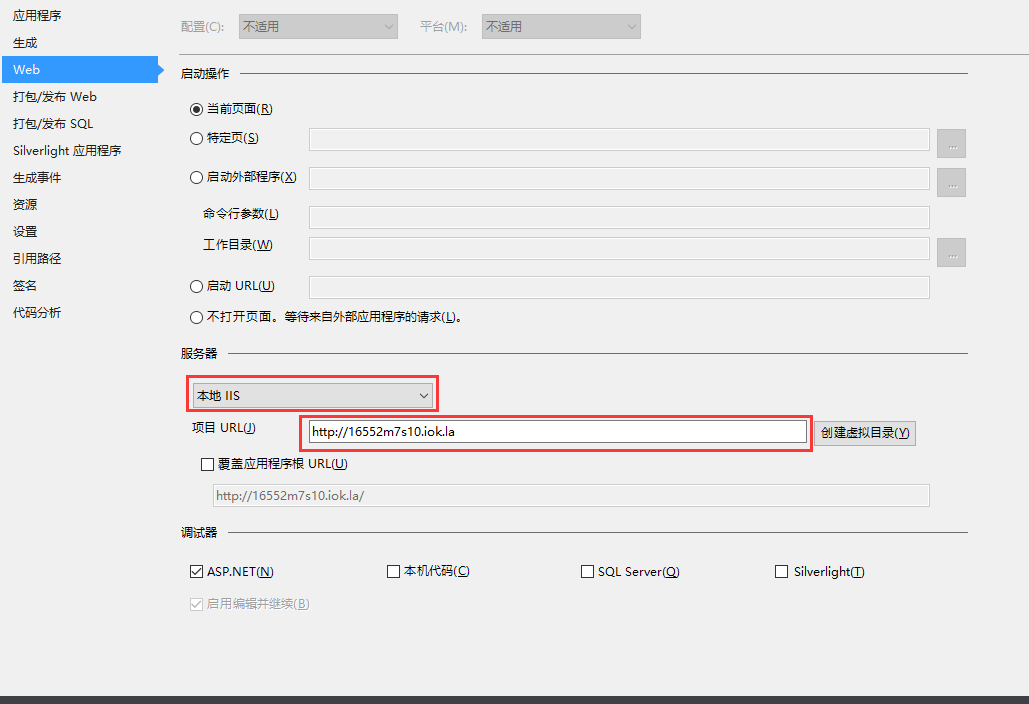 应用程序
生成
Web
打包/发布 Web
打包/发布 SQL
Silverlight 应用程序
生成事件
资源
设置
引用路径
签名
代码分析
配置(C): 不适用 平台(M): 不适用
启动操作
当前页面(R)
特定页(S) ...
启动外部程序(X) ...
命令行参数(L)
工作目录(W) ...
启动 URL(U)
不打开页面。等待来自外部应用程序的请求(L)。
服务器
本地 IIS
项目 URL(J) http://16552m7s10.iok.la 创建虚拟目录(Y)
覆盖应用程序根 URL(U)
http://16552m7s10.iok.la/
调试器
ASP.NET(N) 本机代码(C) SQL Server(Q) Silverlight(T)
启用编辑并继续(B)